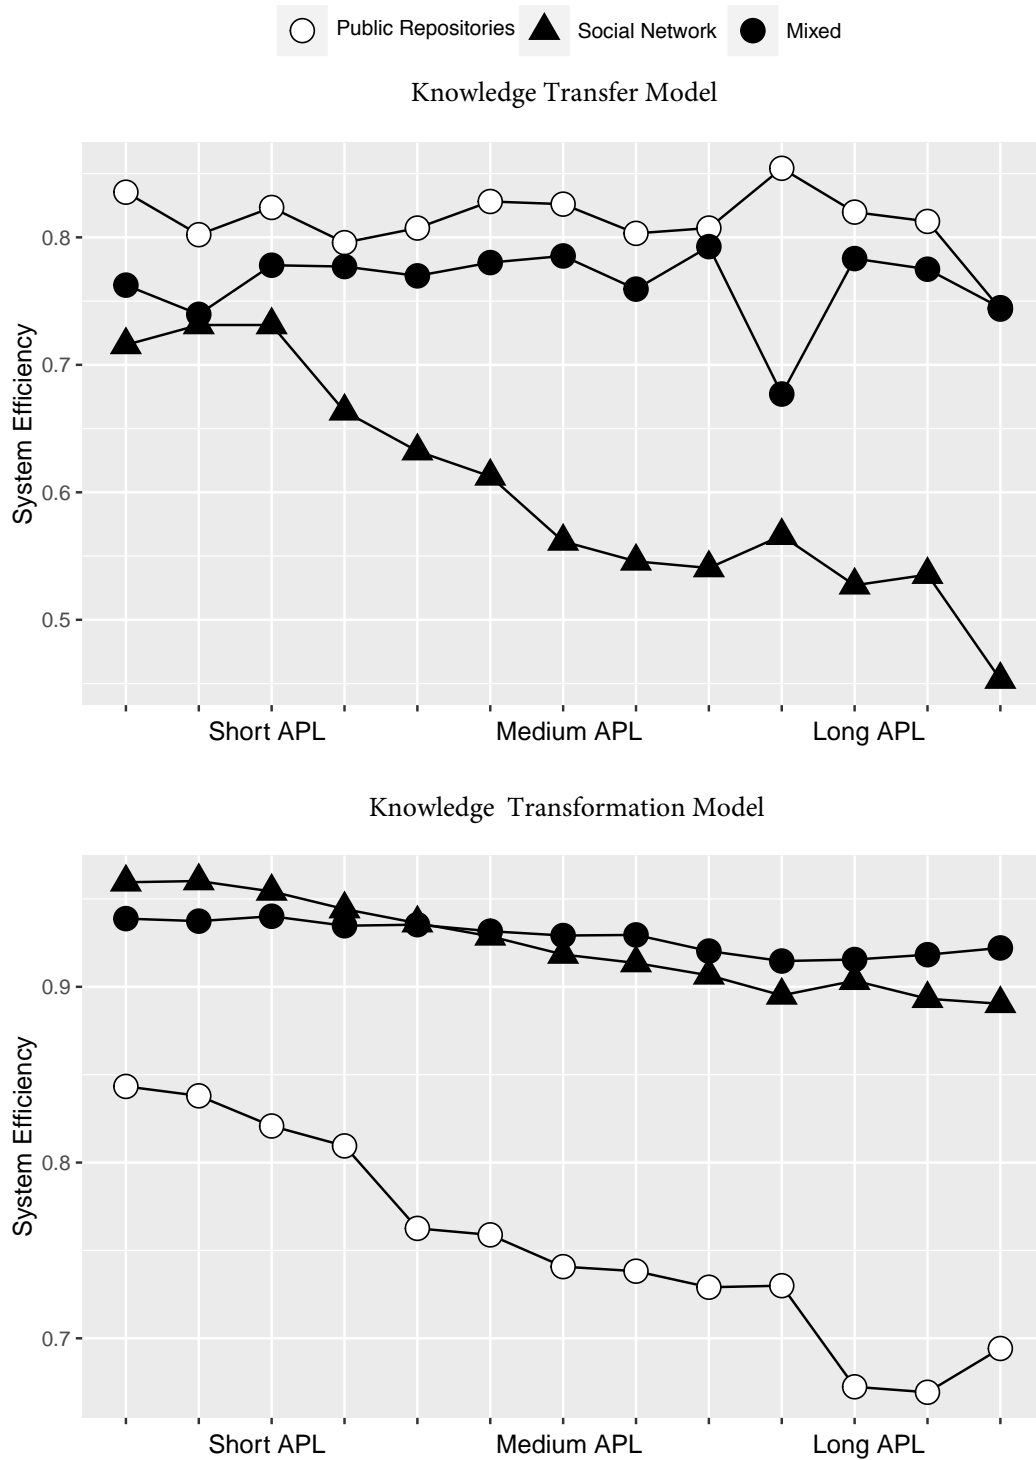 Public Repositories Social Network Mixed
Knowledge Transfer Model
System Efficiency
0.8
0.7
0.6
0.5
Short APL Medium APL Long APL
Knowledge Transformation Model
System Efficiency
0.9
0.8
0.7
Short APL Medium APL Long APL